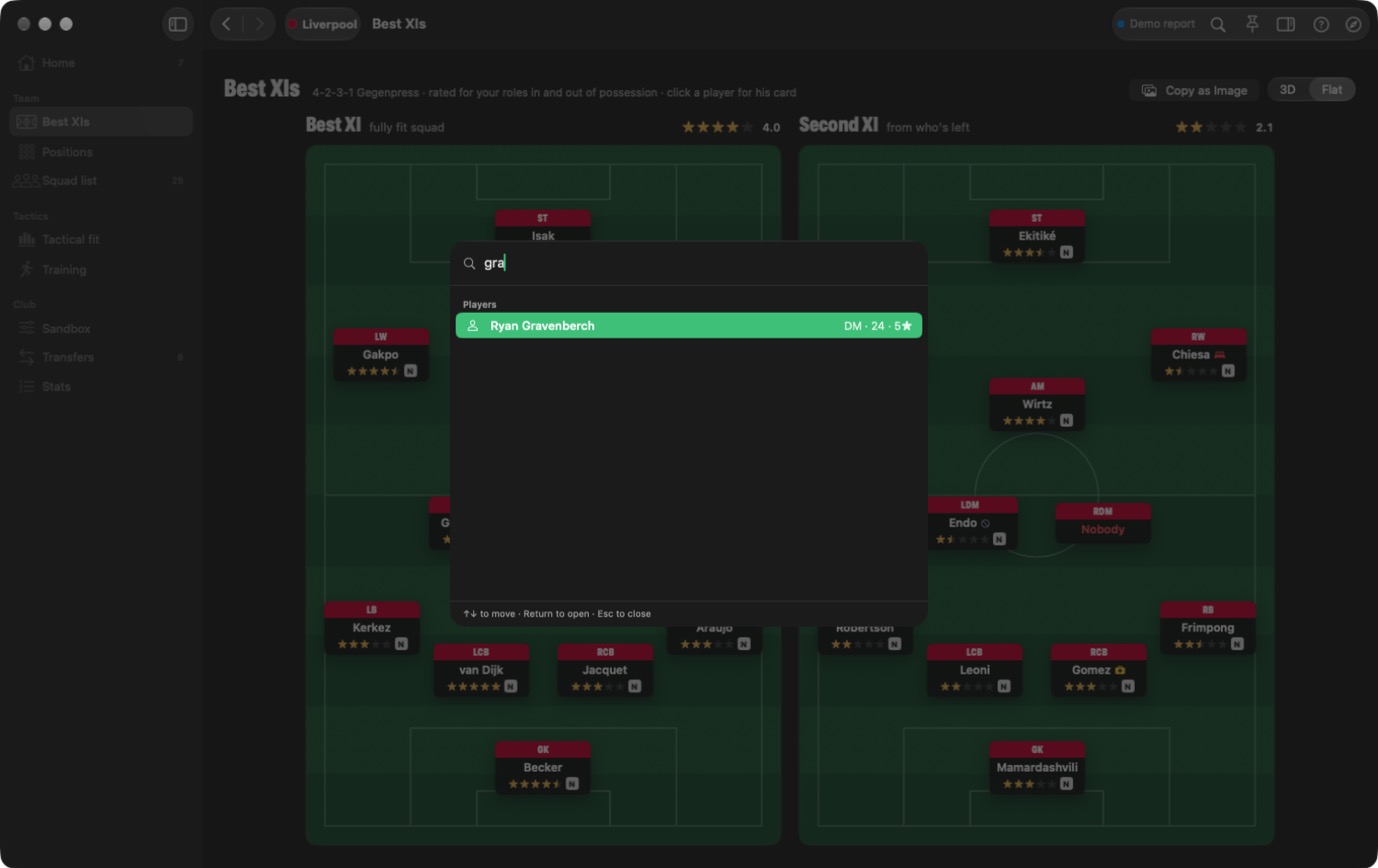 Liverpool
Best XIs
Demo report
Home 7
Team
Best XIs
Positions
Squad list 25
Tactics
Tactical fit
Training
Club
Sandbox
Transfers 8
Stats
Best XIs 4-2-3-1 Gegenpress · rated for your roles in and out of possession · click a player for his card
Copy as Image
3D Flat
Best XI fully fit squad 4.0
ST
Isak
LW
Gakpo
N
G
LB
Kerkez
N
Araujo
N
LCB
van Dijk
N
RCB
Jacquet
N
GK
Becker
N
Second XI from who's left 2.1
ST
Ekitiké
N
RW
Chiesa
N
AM
Wirtz
N
LDM
Endo
N
RDM
Nobody
Robertson
N
RB
Frimpong
N
LCB
Leoni
N
RCB
Gomez
N
GK
Mamardashvili
N
gra
Players
Ryan Gravenberch DM · 24 · 5★
↑↓ to move · Return to open · Esc to close